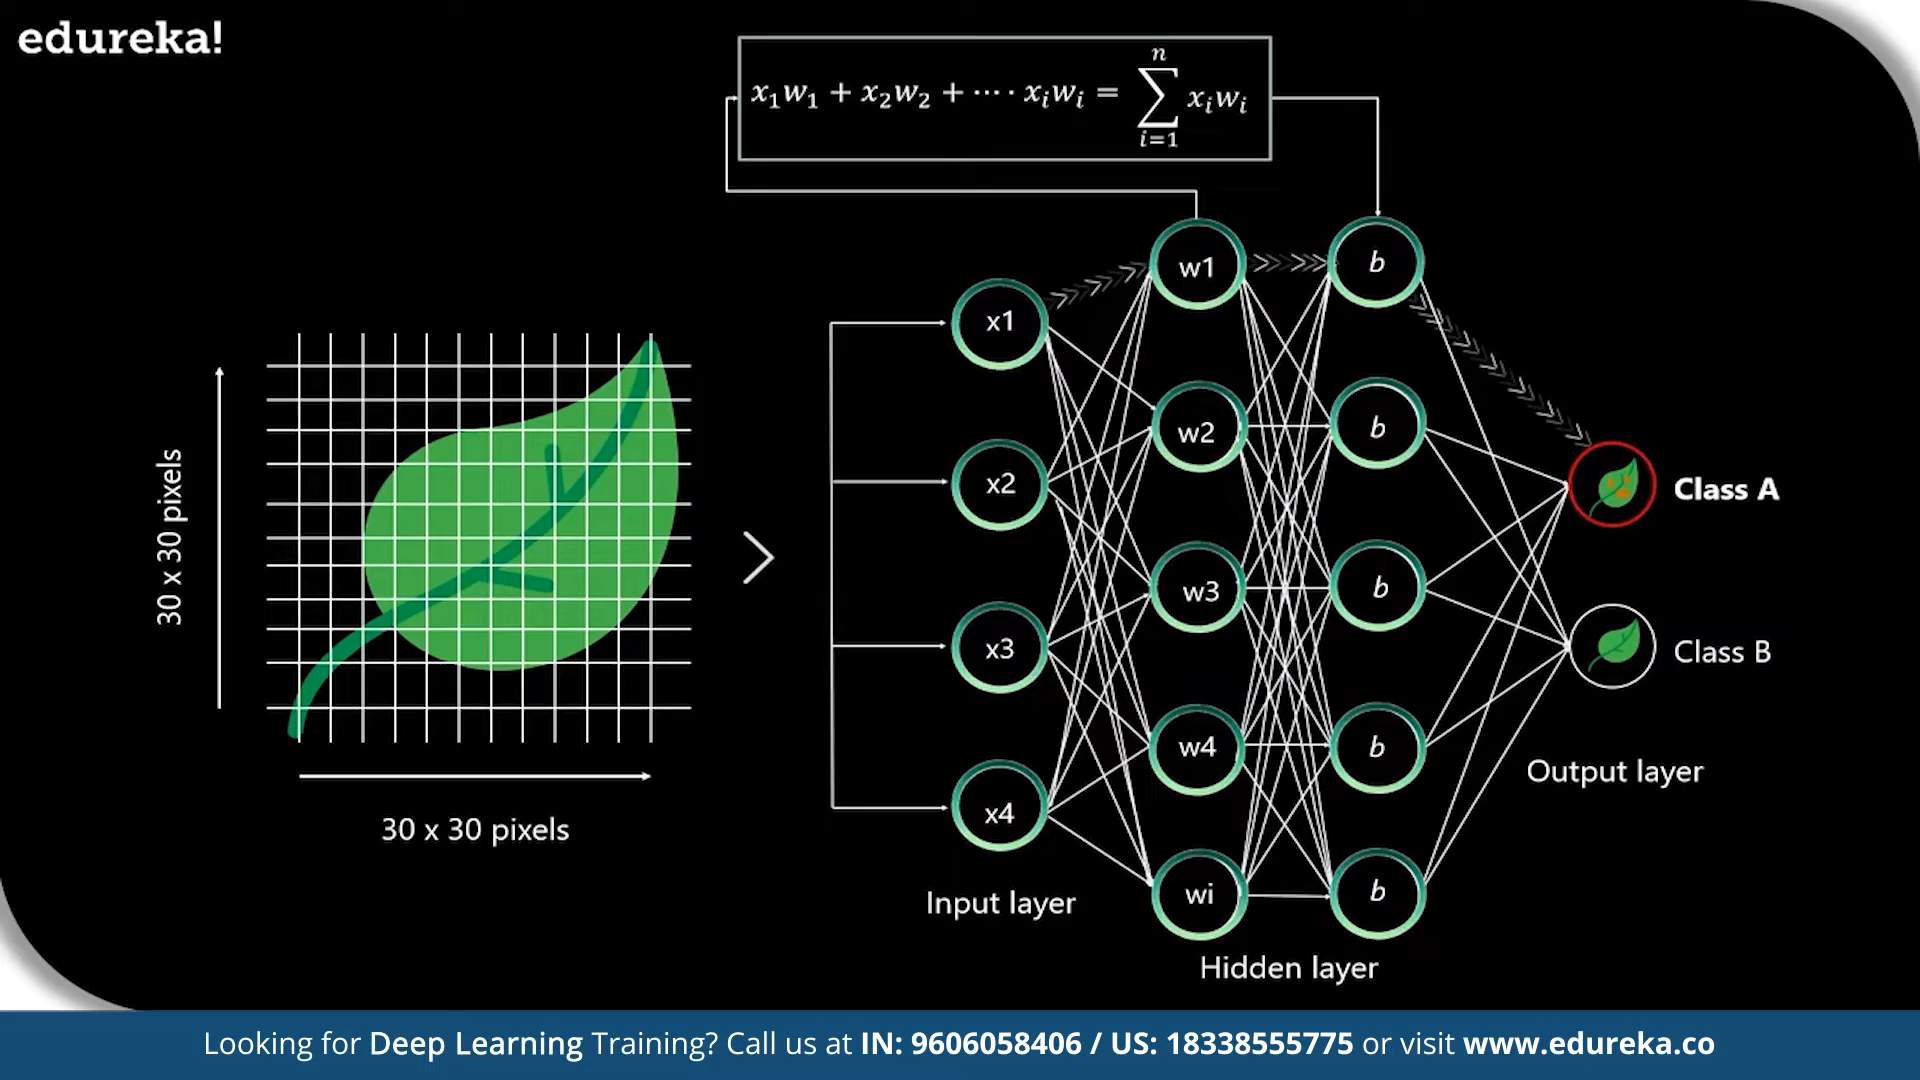 edureka!
x₁w₁ + x₂w₂ + ···· xᵢwᵢ =
n
∑ xᵢwᵢ
i=1
w1
b
x1
w2
b
30 x 30 pixels
x2
Class A
w3
b
x3
Class B
w4
b
Output layer
x4
30 x 30 pixels
wi
b
Input layer
Hidden layer
Looking for Deep Learning Training? Call us at IN: 9606058406 / US: 18338555775 or visit www.edureka.co